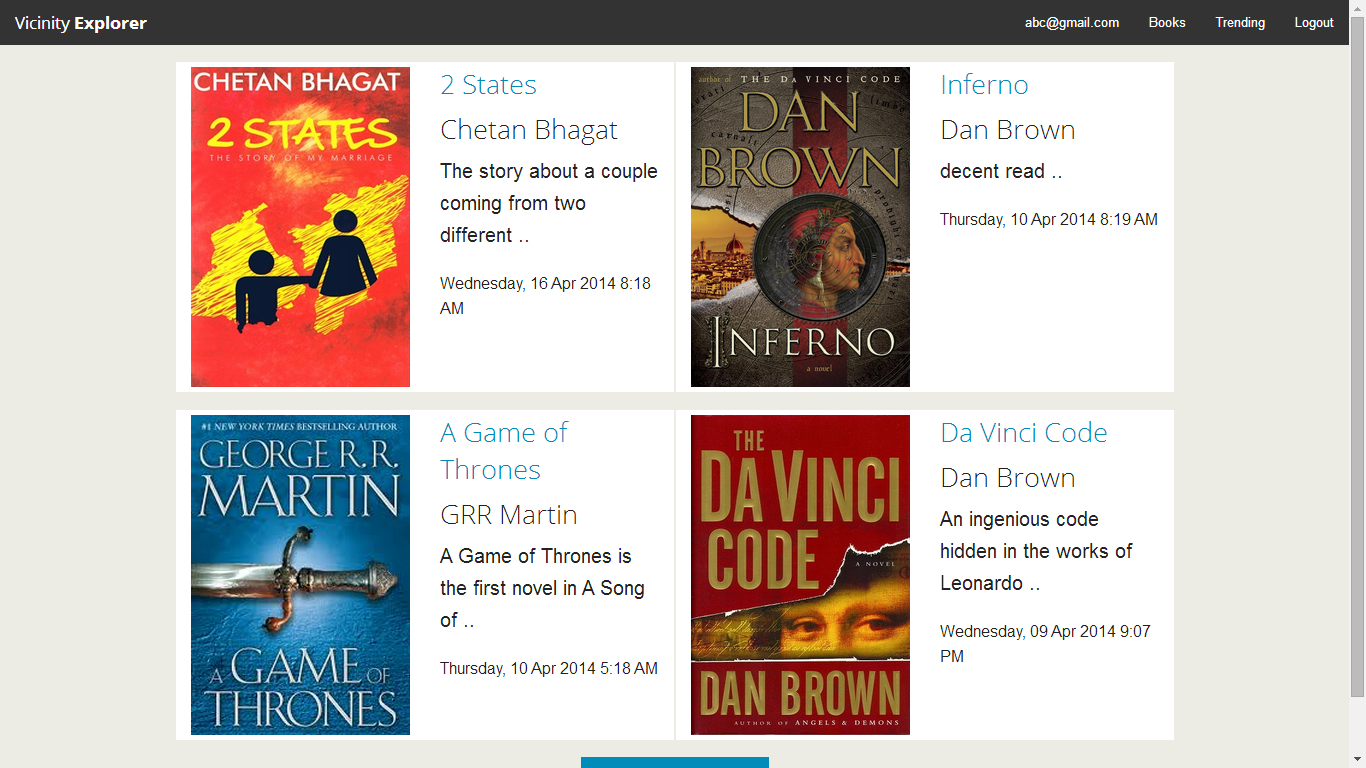 Vicinity Explorer
abc@gmail.com Books Trending Logout
CHETAN BHAGAT
2 STATES
THE STORY OF MY MARRIAGE
2 States
Chetan Bhagat
The story about a couple
coming from two
different ..
Wednesday, 16 Apr 2014 8:18
AM
author of THE DA VINCI CODE
DAN
BROWN
INFERNO
a novel
Inferno
Dan Brown
decent read ..
Thursday, 10 Apr 2014 8:19 AM
#1 NEW YORK TIMES BESTSELLING AUTHOR
GEORGE R. R.
MARTIN
A GAME OF
THRONES
A Game of
Thrones
GRR Martin
A Game of Thrones is
the first novel in A Song
of ..
Thursday, 10 Apr 2014 5:18 AM
THE
DA VINCI
CODE
A NOVEL
DAN BROWN
AUTHOR OF ANGELS & DEMONS
Da Vinci Code
Dan Brown
An ingenious code
hidden in the works of
Leonardo ..
Wednesday, 09 Apr 2014 9:07
PM